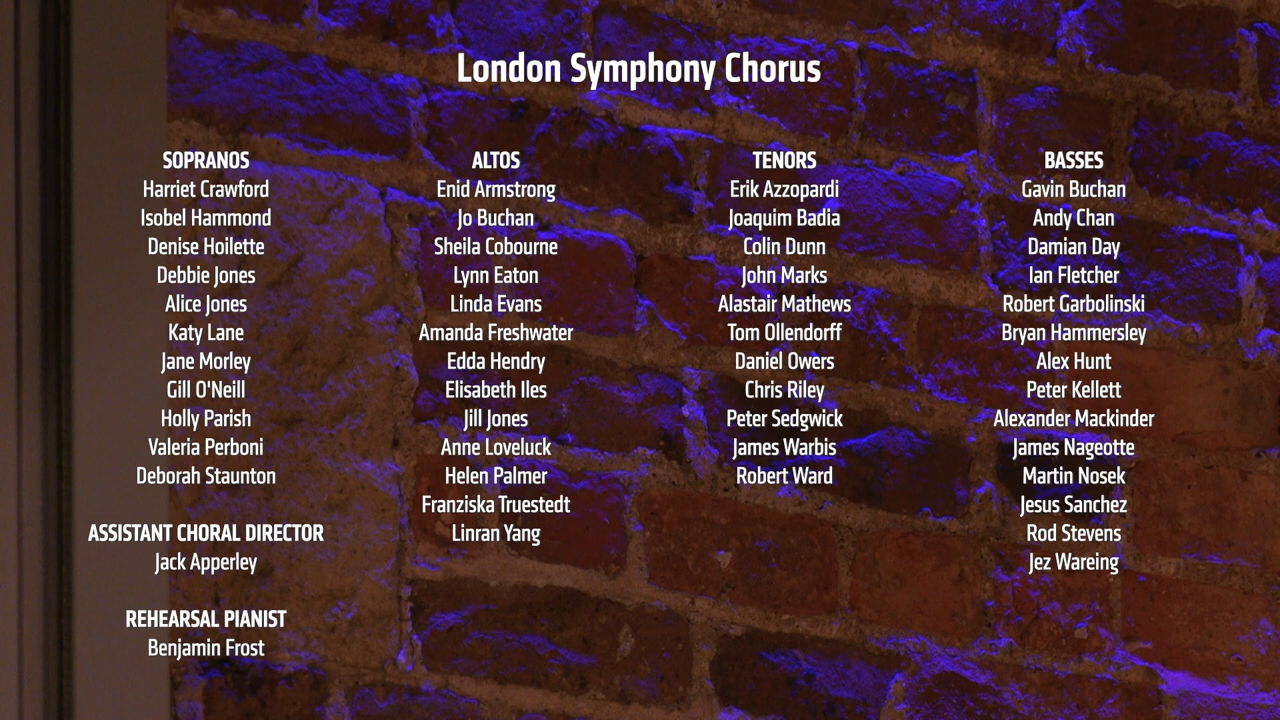 London Symphony Chorus
SOPRANOS
Harriet Crawford
Isobel Hammond
Denise Hoilette
Debbie Jones
Alice Jones
Katy Lane
Jane Morley
Gill O'Neill
Holly Parish
Valeria Perboni
Deborah Staunton
ASSISTANT CHORAL DIRECTOR
Jack Apperley
REHEARSAL PIANIST
Benjamin Frost
ALTOS
Enid Armstrong
Jo Buchan
Sheila Cobourne
Lynn Eaton
Linda Evans
Amanda Freshwater
Edda Hendry
Elisabeth Iles
Jill Jones
Anne Loveluck
Helen Palmer
Franziska Truestedt
Linran Yang
TENORS
Erik Azzopardi
Joaquim Badia
Colin Dunn
John Marks
Alastair Mathews
Tom Ollendorff
Daniel Owers
Chris Riley
Peter Sedgwick
James Warbis
Robert Ward
BASSES
Gavin Buchan
Andy Chan
Damian Day
Ian Fletcher
Robert Garbolinski
Bryan Hammersley
Alex Hunt
Peter Kellett
Alexander Mackinder
James Nageotte
Martin Nosek
Jesus Sanchez
Rod Stevens
Jez Wareing